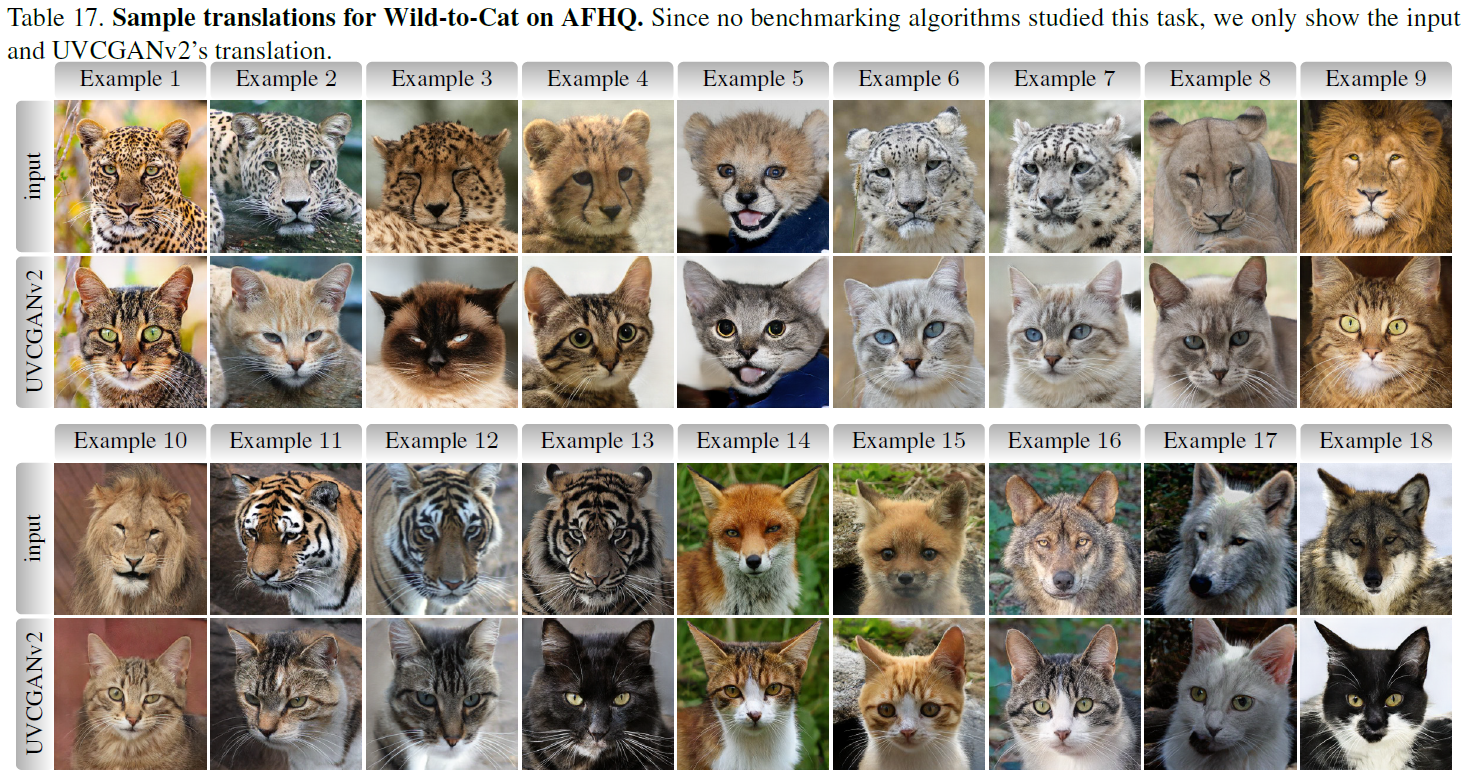 Table 17. Sample translations for Wild-to-Cat on AFHQ. Since no benchmarking algorithms studied this task, we only show the input
and UVCGANv2's translation.
Example 1 Example 2 Example 3 Example 4 Example 5 Example 6 Example 7 Example 8 Example 9
input
UVCGANv2
Example 10 Example 11 Example 12 Example 13 Example 14 Example 15 Example 16 Example 17 Example 18
input
UVCGANv2